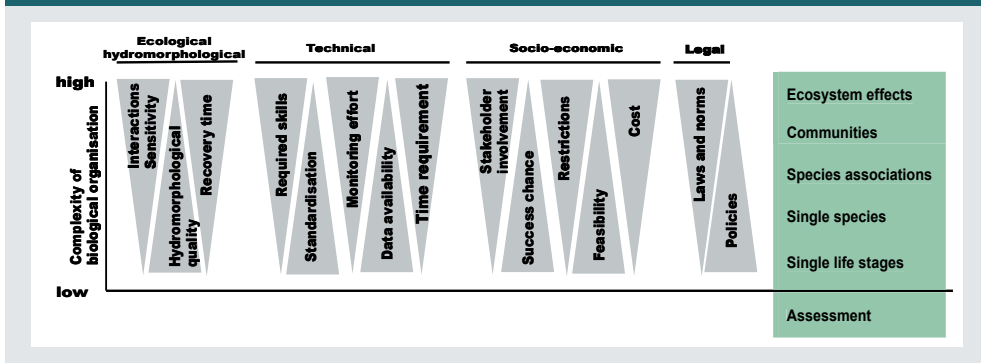 Ecological
hydromorphological
Technical
Socio-economic
Legal
high
Complexity of
biological organisation
low
Interactions
Sensitivity
Hydromorphological
quality
Recovery time
Required skills
Standardisation
Monitoring effort
Data availability
Time requirement
Stakeholder
involvement
Success chance
Restrictions
Feasibility
Cost
Laws and norms
Policies
Ecosystem effects
Communities
Species associations
Single species
Single life stages
Assessment